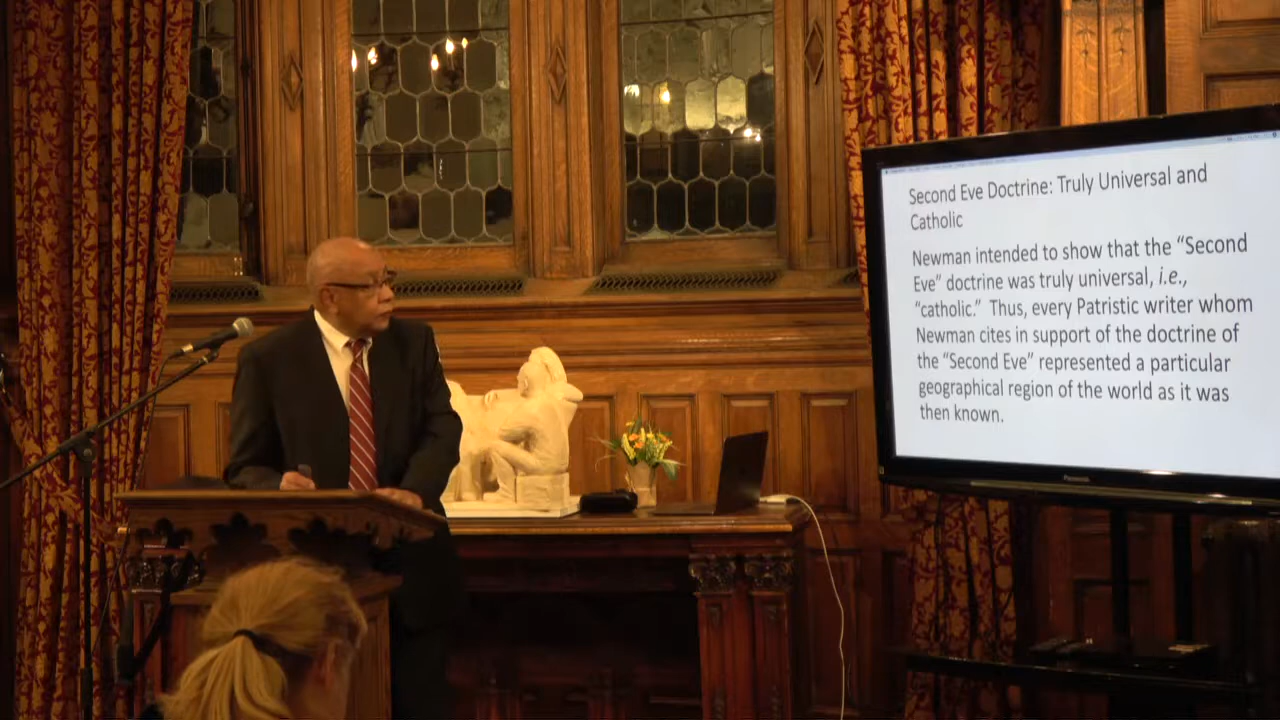 Second Eve Doctrine: Truly Universal and
Catholic
Newman intended to show that the “Second
Eve” doctrine was truly universal, i.e.,
“catholic.” Thus, every Patristic writer whom
Newman cites in support of the doctrine of
the “Second Eve” represented a particular
geographical region of the world as it was
then known.
Panasonic